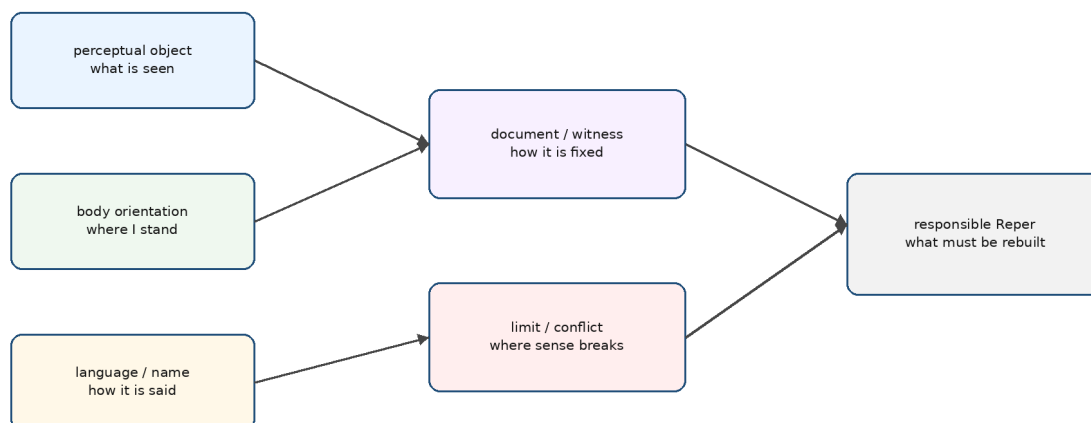 perceptual object
what is seen
body orientation
where I stand
language / name
how it is said
document / witness
how it is fixed
limit / conflict
where sense breaks
responsible Reper
what must be rebuilt